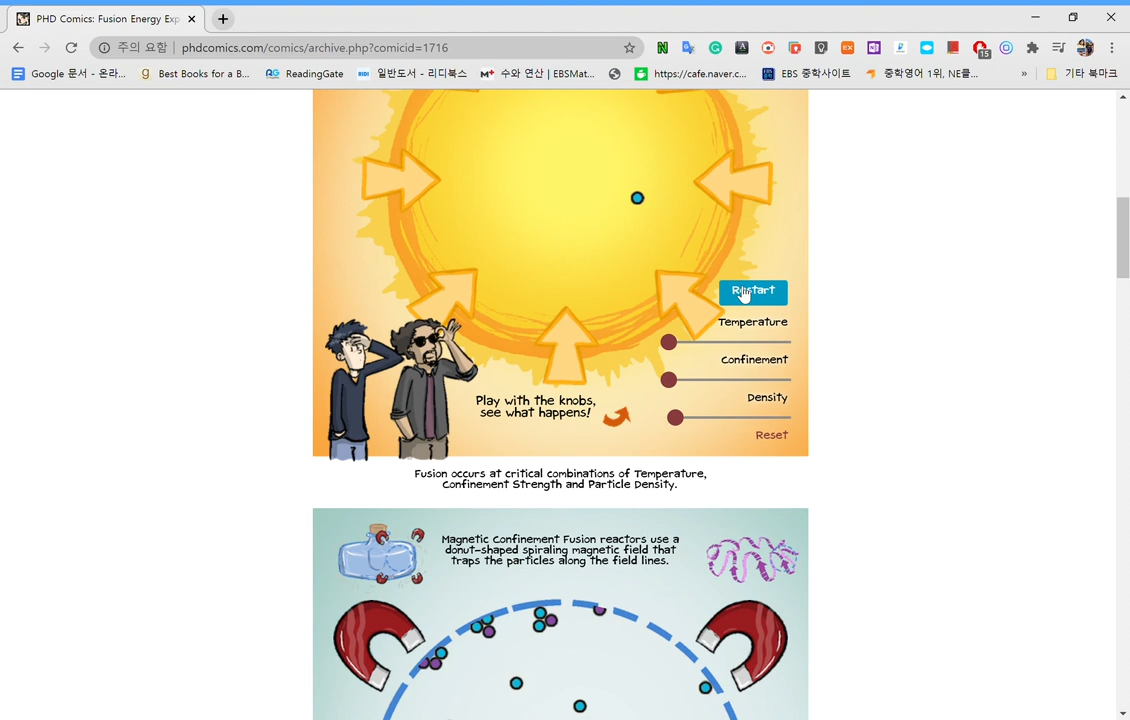 PHD Comics: Fusion Energy Exp
주의 요함 phdcomics.com/comics/archive.php?comicid=1716
15
Google 문서 - 온라... Best Books for a B... ReadingGate 일반도서 - 리디북스 수와 연산 | EBSMat... https://cafe.naver.c... EBS 중학사이트 중학영어 1위, NE클... » 기타 북마크
Restart
Temperature
Confinement
Density
Reset
Play with the knobs,
see what happens!
Fusion occurs at critical combinations of Temperature,
Confinement Strength and Particle Density.
Magnetic Confinement Fusion reactors use a
donut-shaped spiraling magnetic field that
traps the particles along the field lines.